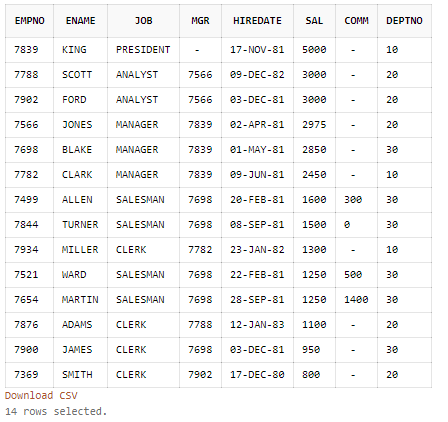 EMPNO ENAME JOB MGR HIREDATE SAL COMM DEPTNO
7839 KING PRESIDENT - 17-NOV-81 5000 - 10
7788 SCOTT ANALYST 7566 09-DEC-82 3000 - 20
7902 FORD ANALYST 7566 03-DEC-81 3000 - 20
7566 JONES MANAGER 7839 02-APR-81 2975 - 20
7698 BLAKE MANAGER 7839 01-MAY-81 2850 - 30
7782 CLARK MANAGER 7839 09-JUN-81 2450 - 10
7499 ALLEN SALESMAN 7698 20-FEB-81 1600 300 30
7844 TURNER SALESMAN 7698 08-SEP-81 1500 0 30
7934 MILLER CLERK 7782 23-JAN-82 1300 - 10
7521 WARD SALESMAN 7698 22-FEB-81 1250 500 30
7654 MARTIN SALESMAN 7698 28-SEP-81 1250 1400 30
7876 ADAMS CLERK 7788 12-JAN-83 1100 - 20
7900 JAMES CLERK 7698 03-DEC-81 950 - 30
7369 SMITH CLERK 7902 17-DEC-80 800 - 20
Download CSV
14 rows selected.